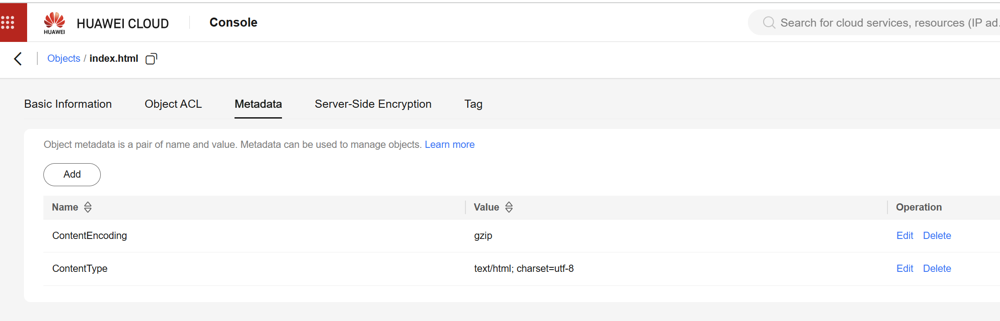 HUAWEI
HUAWEI CLOUD
Console
Search for cloud services, resources (IP ad.
Objects / index.html
Basic Information Object ACL Metadata Server-Side Encryption Tag
Object metadata is a pair of name and value. Metadata can be used to manage objects. Learn more
Add
Name Value Operation
ContentEncoding gzip Edit Delete
ContentType text/html; charset=utf-8 Edit Delete